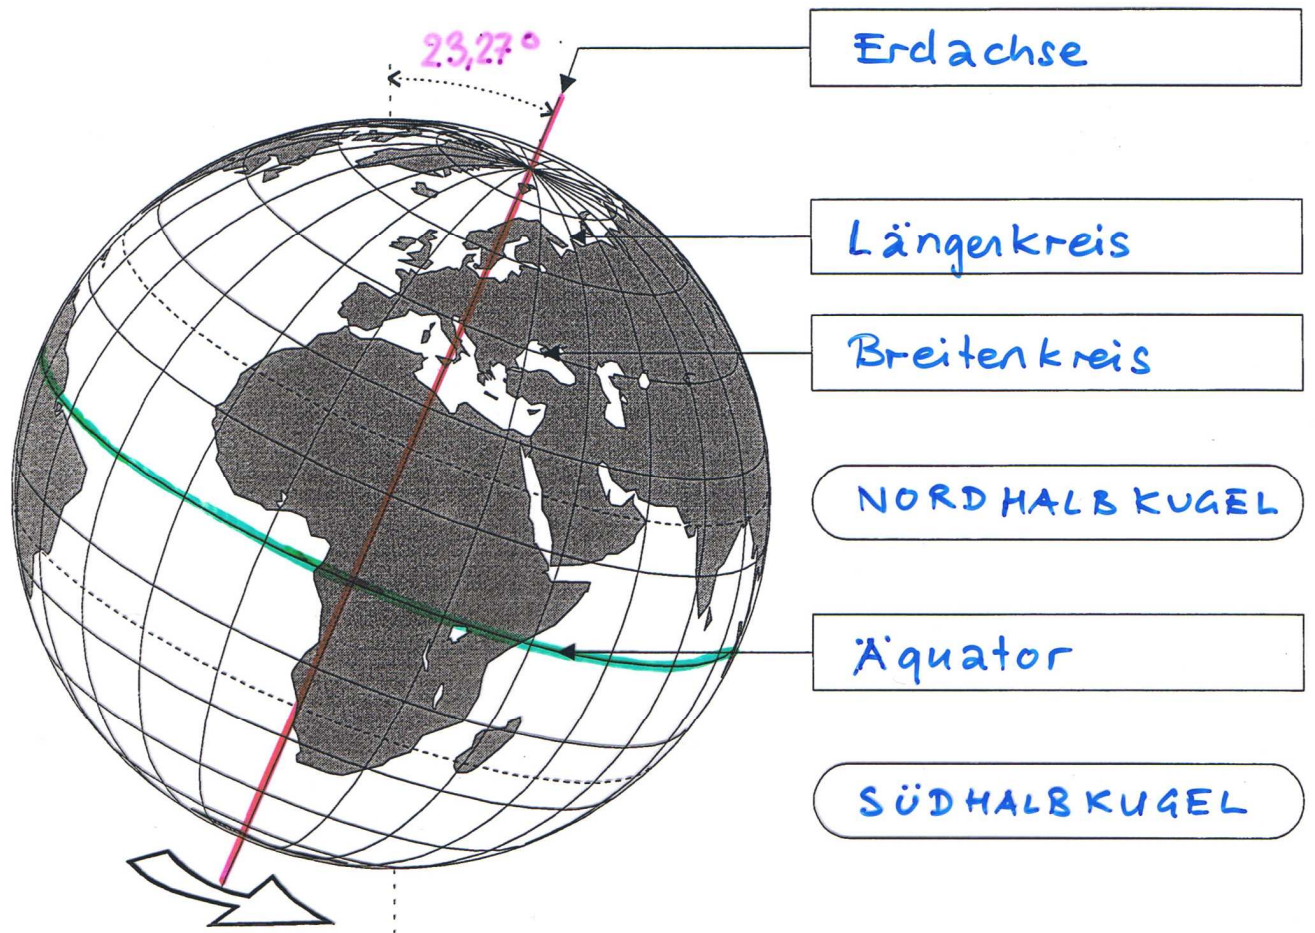 23,27°
Erdachse
Längenkreis
Breitenkreis
NORDHALBKUGEL
Äquator
SÜDHALBKUGEL